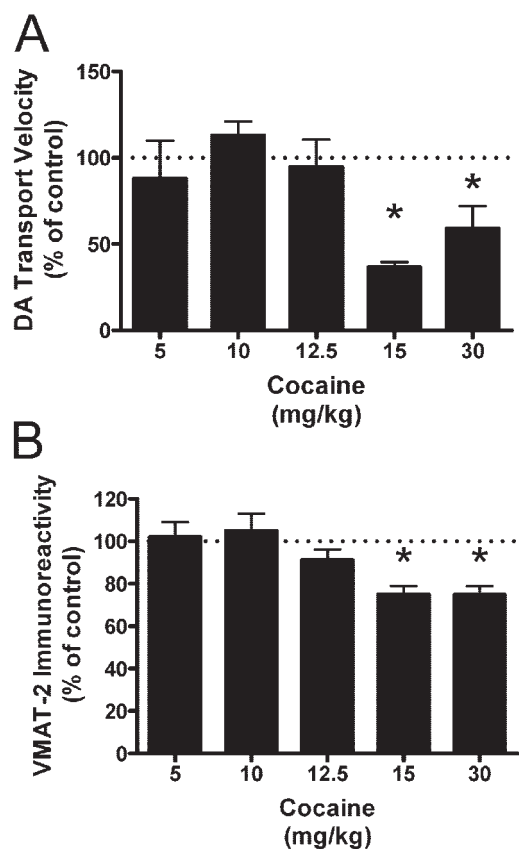 A
DA Transport Velocity
(% of control)
150
100
50
0
*
*
5 10 12.5 15 30
Cocaine
(mg/kg)
B
VMAT-2 Immunoreactivity
(% of control)
120
100
80
60
40
20
0
*
*
5 10 12.5 15 30
Cocaine
(mg/kg)